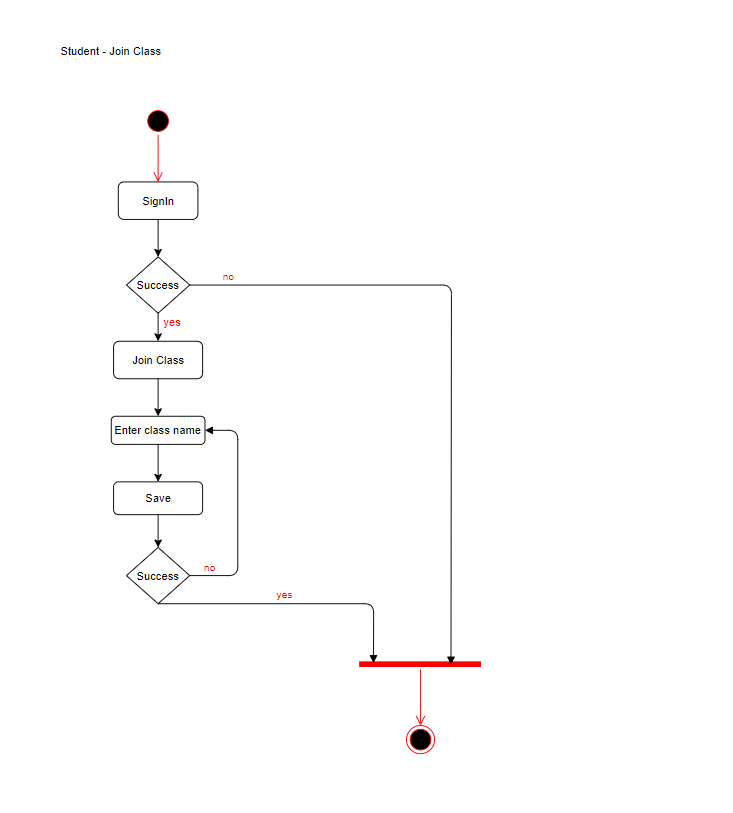 Student - Join Class
SignIn
Success
no
yes
Join Class
Enter class name
Save
Success
no
yes